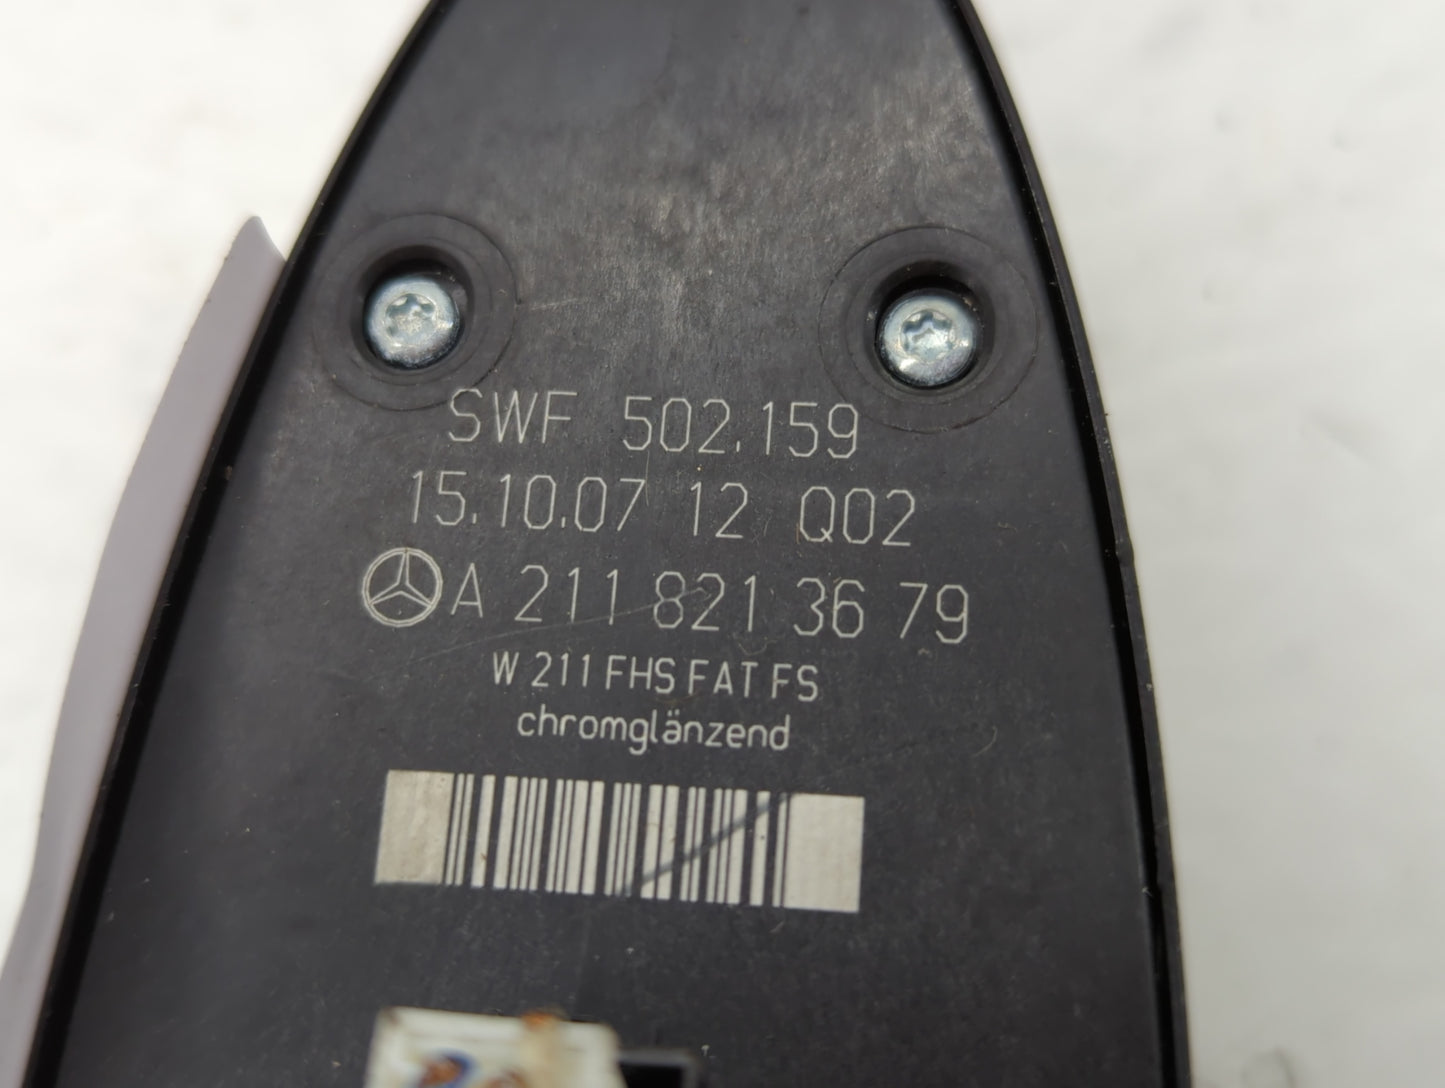 SWF 502.159
15.10.07 12 Q02
A 211 821 36 79
W 211 FHS FAT FS
chromglänzend